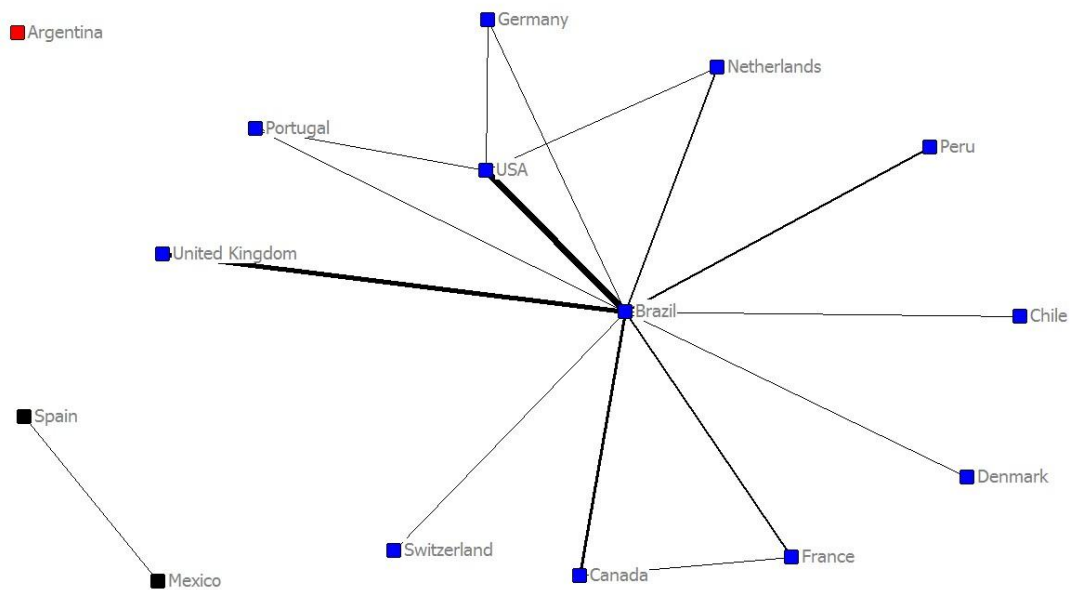 Germany
Argentina
Netherlands
Portugal
Peru
USA
United Kingdom
Brazil
Chile
Spain
Denmark
Switzerland
France
Canada
Mexico